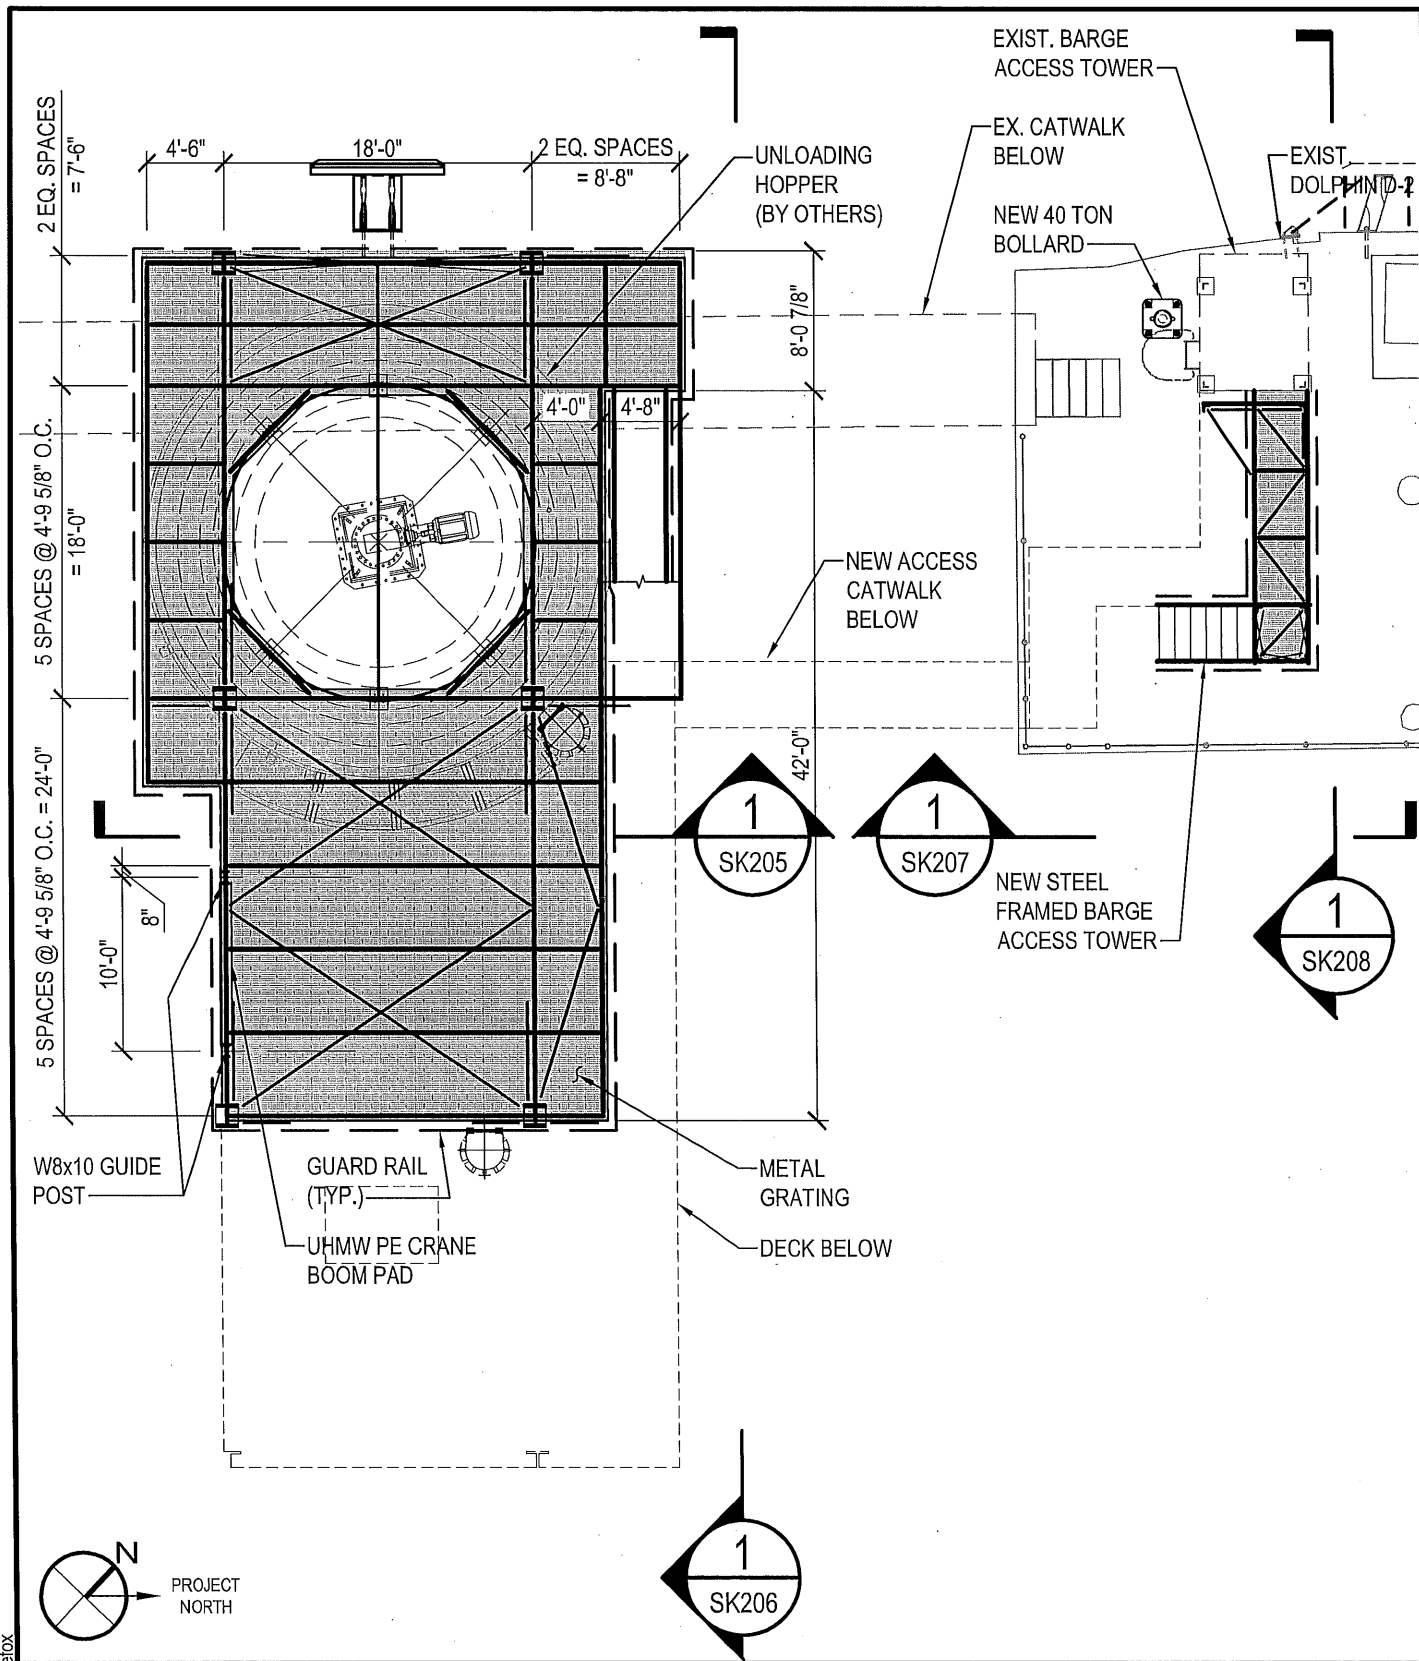 EXIST. BARGE
ACCESS TOWER
EX. CATWALK
BELOW
EXIST
DOLPHIN D-2
NEW 40 TON
BOLLARD
2 EQ. SPACES
= 7'-6"
4'-6"
18'-0"
2 EQ. SPACES
= 8'-8"
UNLOADING
HOPPER
(BY OTHERS)
8'-0 7/8"
4'-0"
4'-8"
5 SPACES @ 4'-9 5/8" O.C.
= 18'-0"
NEW ACCESS
CATWALK
BELOW
42'-0"
5 SPACES @ 4'-9 5/8" O.C. = 24'-0"
8"
10'-0"
1
SK205
1
SK207
NEW STEEL
FRAMED BARGE
ACCESS TOWER
1
SK208
W8x10 GUIDE
POST
GUARD RAIL
(TYP.)
UHMW PE CRANE
BOOM PAD
METAL
GRATING
DECK BELOW
N
PROJECT
NORTH
1
SK206